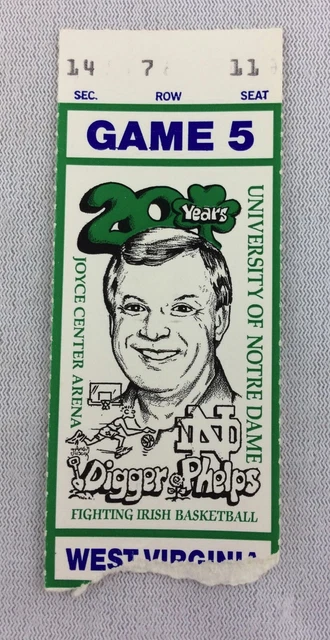 14 7 11
SEC. ROW SEAT
GAME 5
20 Years
JOYCE CENTER ARENA
UNIVERSITY OF NOTRE DAME
ND
Digger Phelps
FIGHTING IRISH BASKETBALL
WEST VIRGINIA